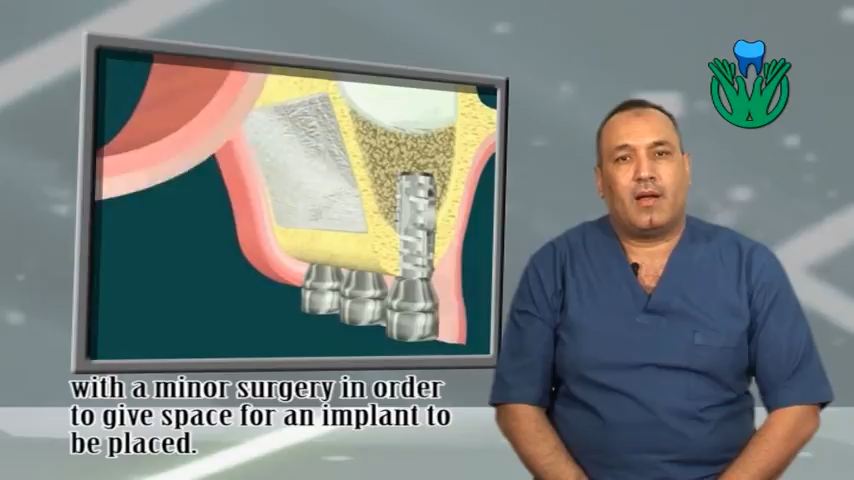 with a minor surgery in order
to give space for an implant to
be placed.